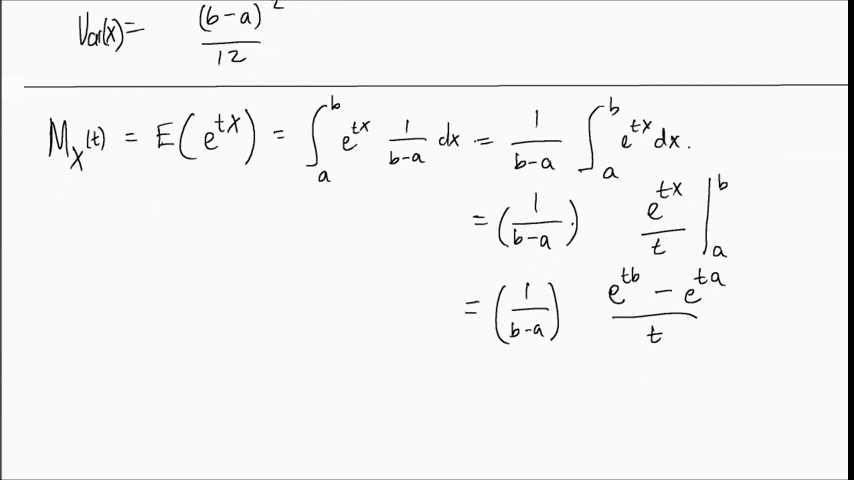 Var(x) = (b-a)² / 12
M_X(t) = E(e^{tX}) = ∫_a^b e^{tx} 1/(b-a) dx = 1/(b-a) ∫_a^b e^{tx} dx.
= (1/(b-a)) · e^{tx}/t |_a^b
= (1/(b-a)) (e^{tb} - e^{ta})/t